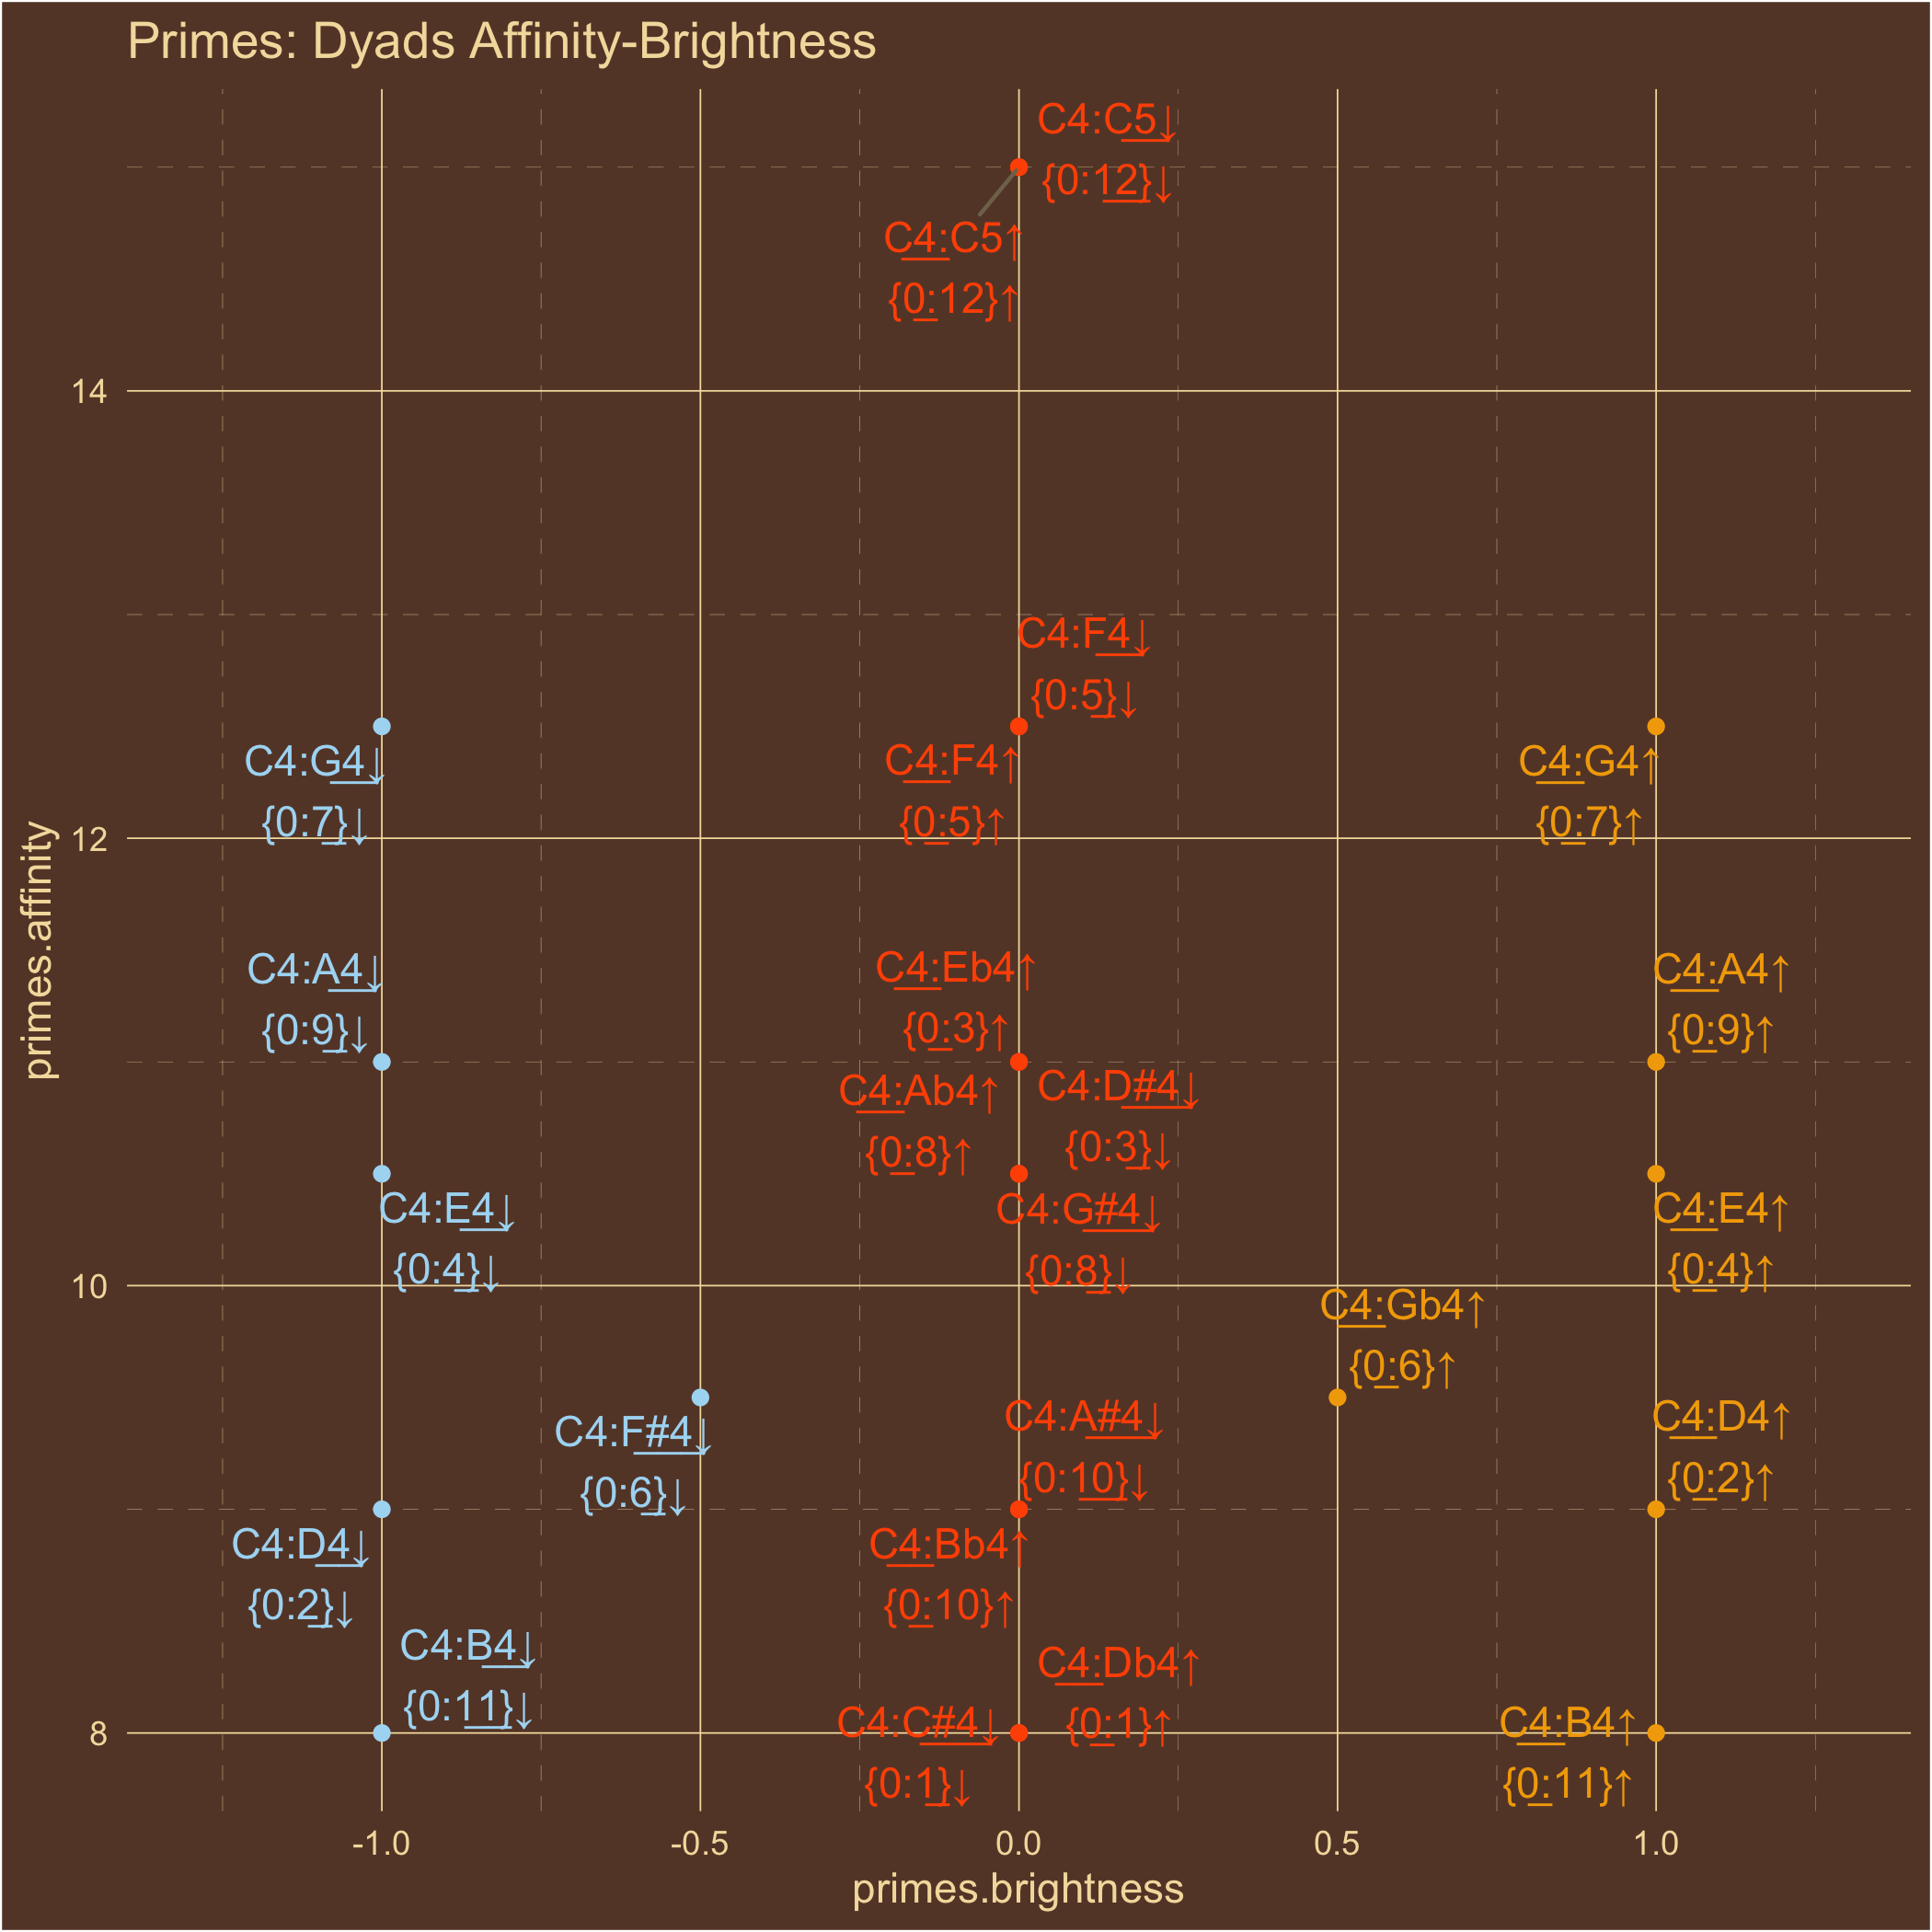 Primes: Dyads Affinity-Brightness
C4:C5↓
{0:12}↓
C4:C5↑
{0:12}↑
14
C4:F4↓
{0:5}↓
C4:G4↓
{0:7}↓
C4:F4↑
{0:5}↑
C4:G4↑
{0:7}↑
12
primes.affinity
C4:A4↓
{0:9}↓
C4:Eb4↑
{0:3}↑
C4:A4↑
{0:9}↑
C4:Ab4↑
{0:8}↑
C4:D#4↓
{0:3}↓
C4:E4↓
{0:4}↓
C4:G#4↓
{0:8}↓
C4:E4↑
{0:4}↑
10
C4:Gb4↑
{0:6}↑
C4:F#4↓
{0:6}↓
C4:A#4↓
{0:10}↓
C4:D4↑
{0:2}↑
C4:D4↓
{0:2}↓
C4:Bb4↑
{0:10}↑
C4:B4↓
{0:11}↓
C4:Db4↑
{0:1}↑
8
C4:C#4↓
{0:1}↓
C4:B4↑
{0:11}↑
-1.0
-0.5
0.0
0.5
1.0
primes.brightness